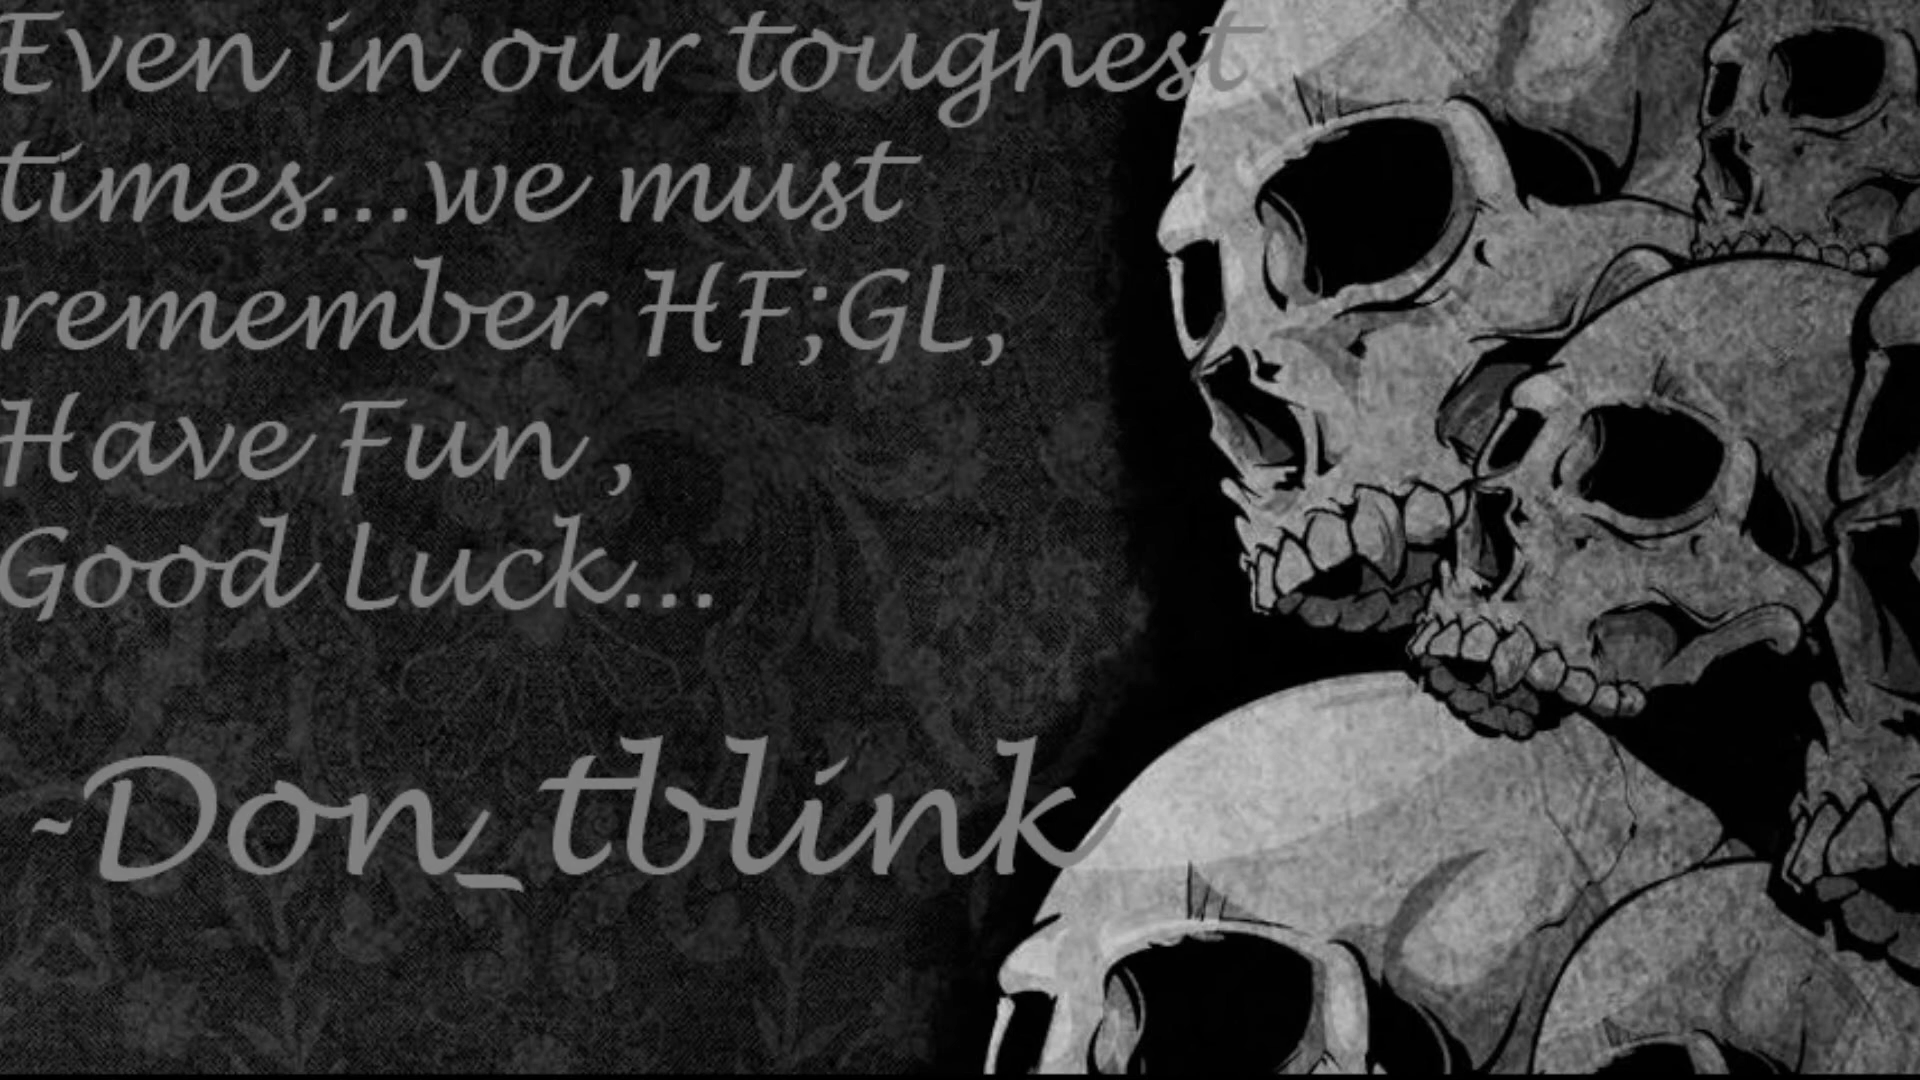 Even in our toughest
times...we must
remember HF;GL,
Have Fun ,
Good Luck...
~Don_tblink